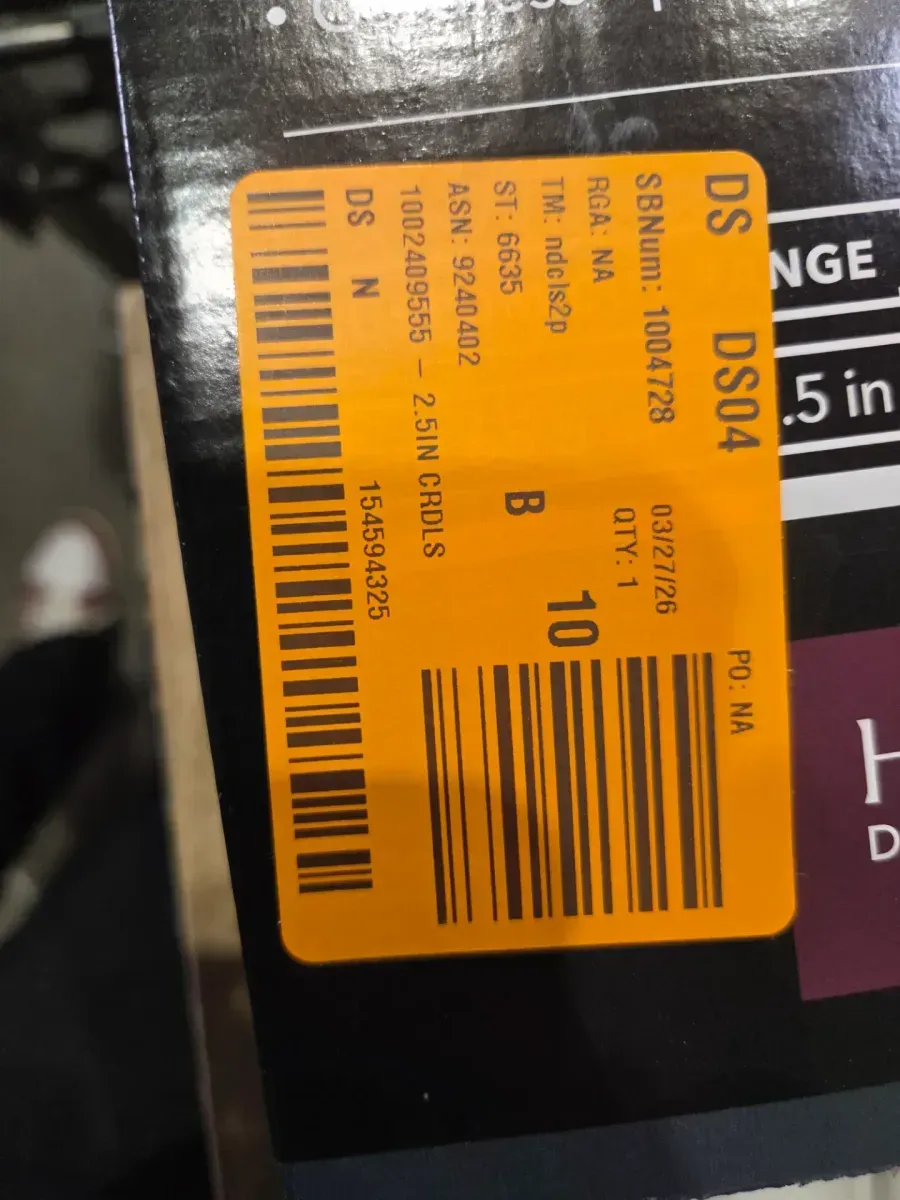 DS DS04 PO: NA
SBNum: 1004728 03/27/26
RGA: NA QTY: 1
TM: ndcls2p 10
ST: 6635 B
ASN: 9240402
1002409555 - 2.5IN CRDLS
DS N 154594325
NGE
.5 in
H
D